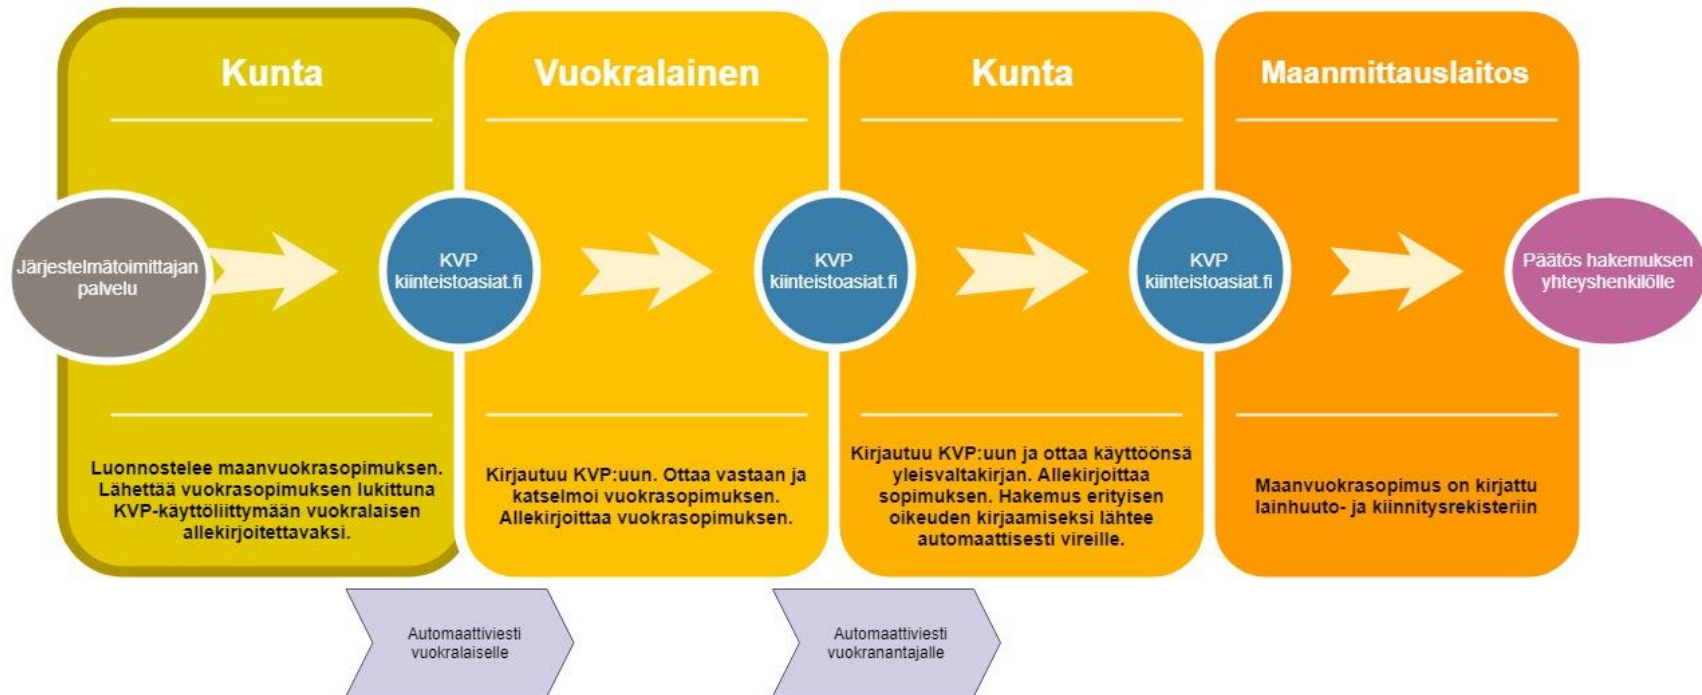 Kunta
Vuokralainen
Kunta
Maanmittauslaitos
Järjestelmätoimittajan
palvelu
KVP
kiinteistoasiat.fi
KVP
kiinteistoasiat.fi
KVP
kiinteistoasiat.fi
Päätös hakemuksen
yhteyshenkilölle
Luonnostelee maanvuokrasopimuksen.
Lähettää vuokrasopimuksen lukittuna
KVP-käyttöliittymään vuokralaisen
allekirjoitettavaksi.
Kirjautuu KVP:uun. Ottaa vastaan ja
katselmoi vuokrasopimuksen.
Allekirjoittaa vuokrasopimuksen.
Kirjautuu KVP:uun ja ottaa käyttöönsä
yleisvaltakirjan. Allekirjoittaa
sopimuksen. Hakemus erityisen
oikeuden kirjaamiseksi lähtee
automaattisesti vireille.
Maanvuokrasopimus on kirjattu
lainhuuto- ja kiinnitysrekisteriin
Automaattiviesti
vuokralaiselle
Automaattiviesti
vuokranantajalle